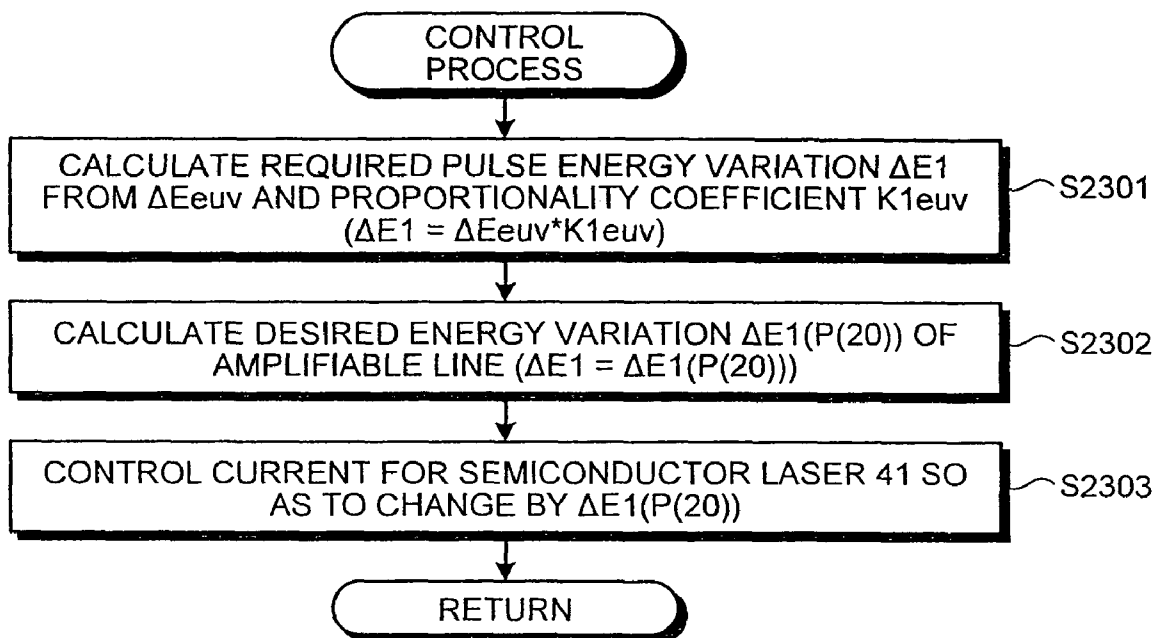 CONTROL
PROCESS
CALCULATE REQUIRED PULSE ENERGY VARIATION ΔE1
FROM ΔEeuv AND PROPORTIONALITY COEFFICIENT K1euv
(ΔE1 = ΔEeuv*K1euv)
S2301
CALCULATE DESIRED ENERGY VARIATION ΔE1(P(20)) OF
AMPLIFIABLE LINE (ΔE1 = ΔE1(P(20)))
S2302
CONTROL CURRENT FOR SEMICONDUCTOR LASER 41 SO
AS TO CHANGE BY ΔE1(P(20))
S2303
RETURN